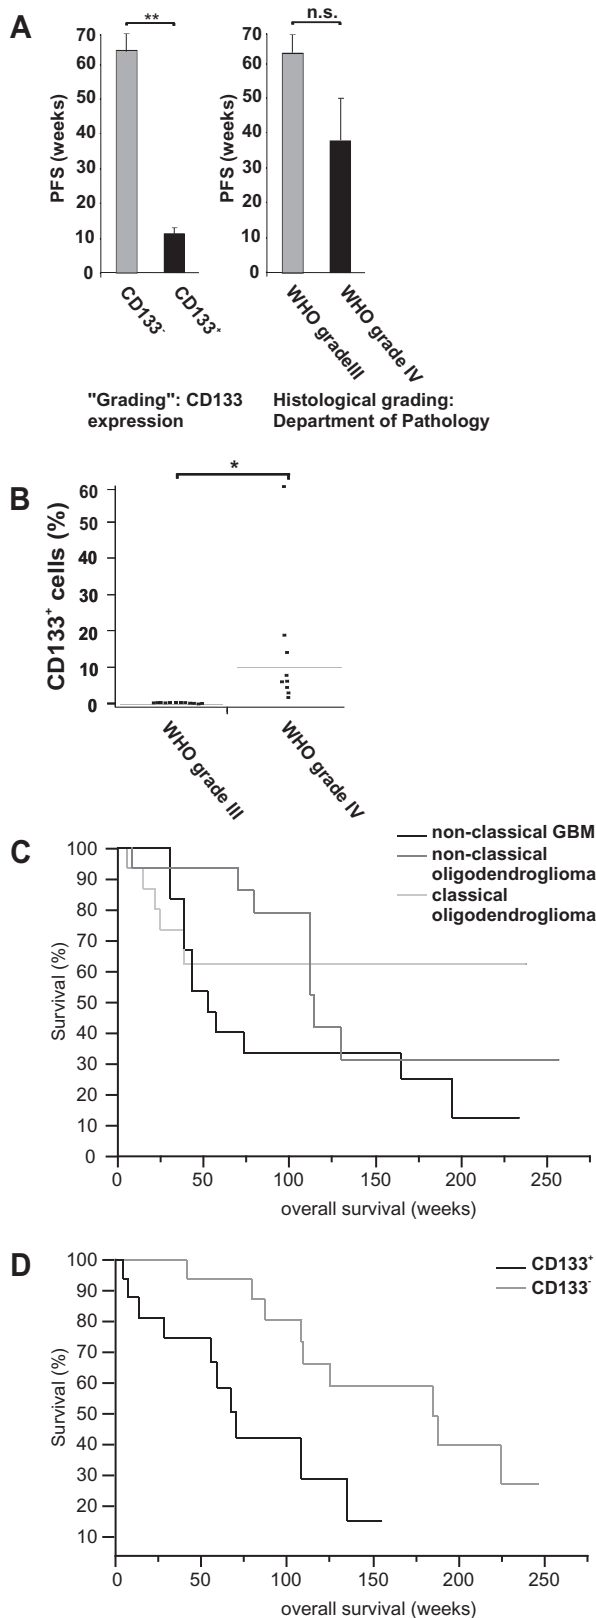 A
**
n.s.
PFS (weeks)
70
60
50
40
30
20
10
0
CD133-
CD133+
PFS (weeks)
70
60
50
40
30
20
10
0
WHO gradeIII
WHO grade IV
"Grading": CD133
expression
Histological grading:
Department of Pathology
B
*
CD133+ cells (%)
60
50
40
30
20
10
0
WHO grade III
WHO grade IV
C
non-classical GBM
non-classical
oligodendroglioma
classical
oligodendroglioma
Survival (%)
100
90
80
70
60
50
40
30
20
10
0
0 50 100 150 200 250
overall survival (weeks)
D
CD133+
CD133-
Survival (%)
100
90
80
70
60
50
40
30
20
10
0 50 100 150 200 250
overall survival (weeks)